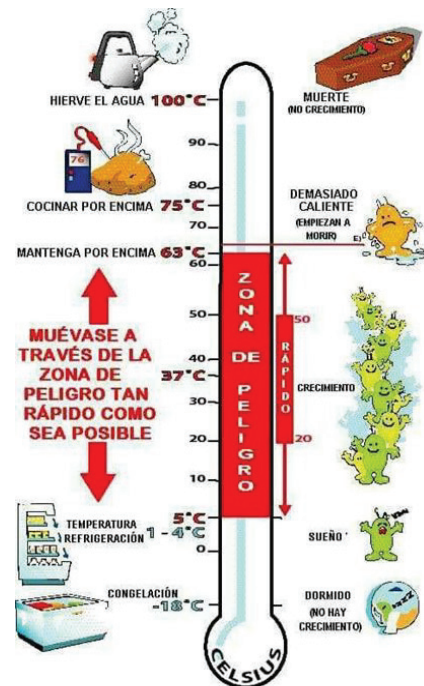 HIERVE EL AGUA 100°C
MUERTE
(NO CRECIMIENTO)
90
76
80
COCINAR POR ENCIMA 75°C
70
DEMASIADO
CALIENTE
(EMPIEZAN A
MORIR)
MANTENGA POR ENCIMA 63°C
60
ZONA DE PELIGRO
RÁPIDO
50
MUÉVASE A
TRAVÉS DE LA
ZONA DE
PELIGRO TAN
RÁPIDO COMO
SEA POSIBLE
50
40
37°C
30
20
10
CRECIMIENTO
20
5°C
TEMPERATURA
REFRIGERACIÓN
1 - 4°C
0
SUEÑO
CONGELACIÓN
-18°C
DORMIDO
(NO HAY
CRECIMIENTO)
CELSIUS